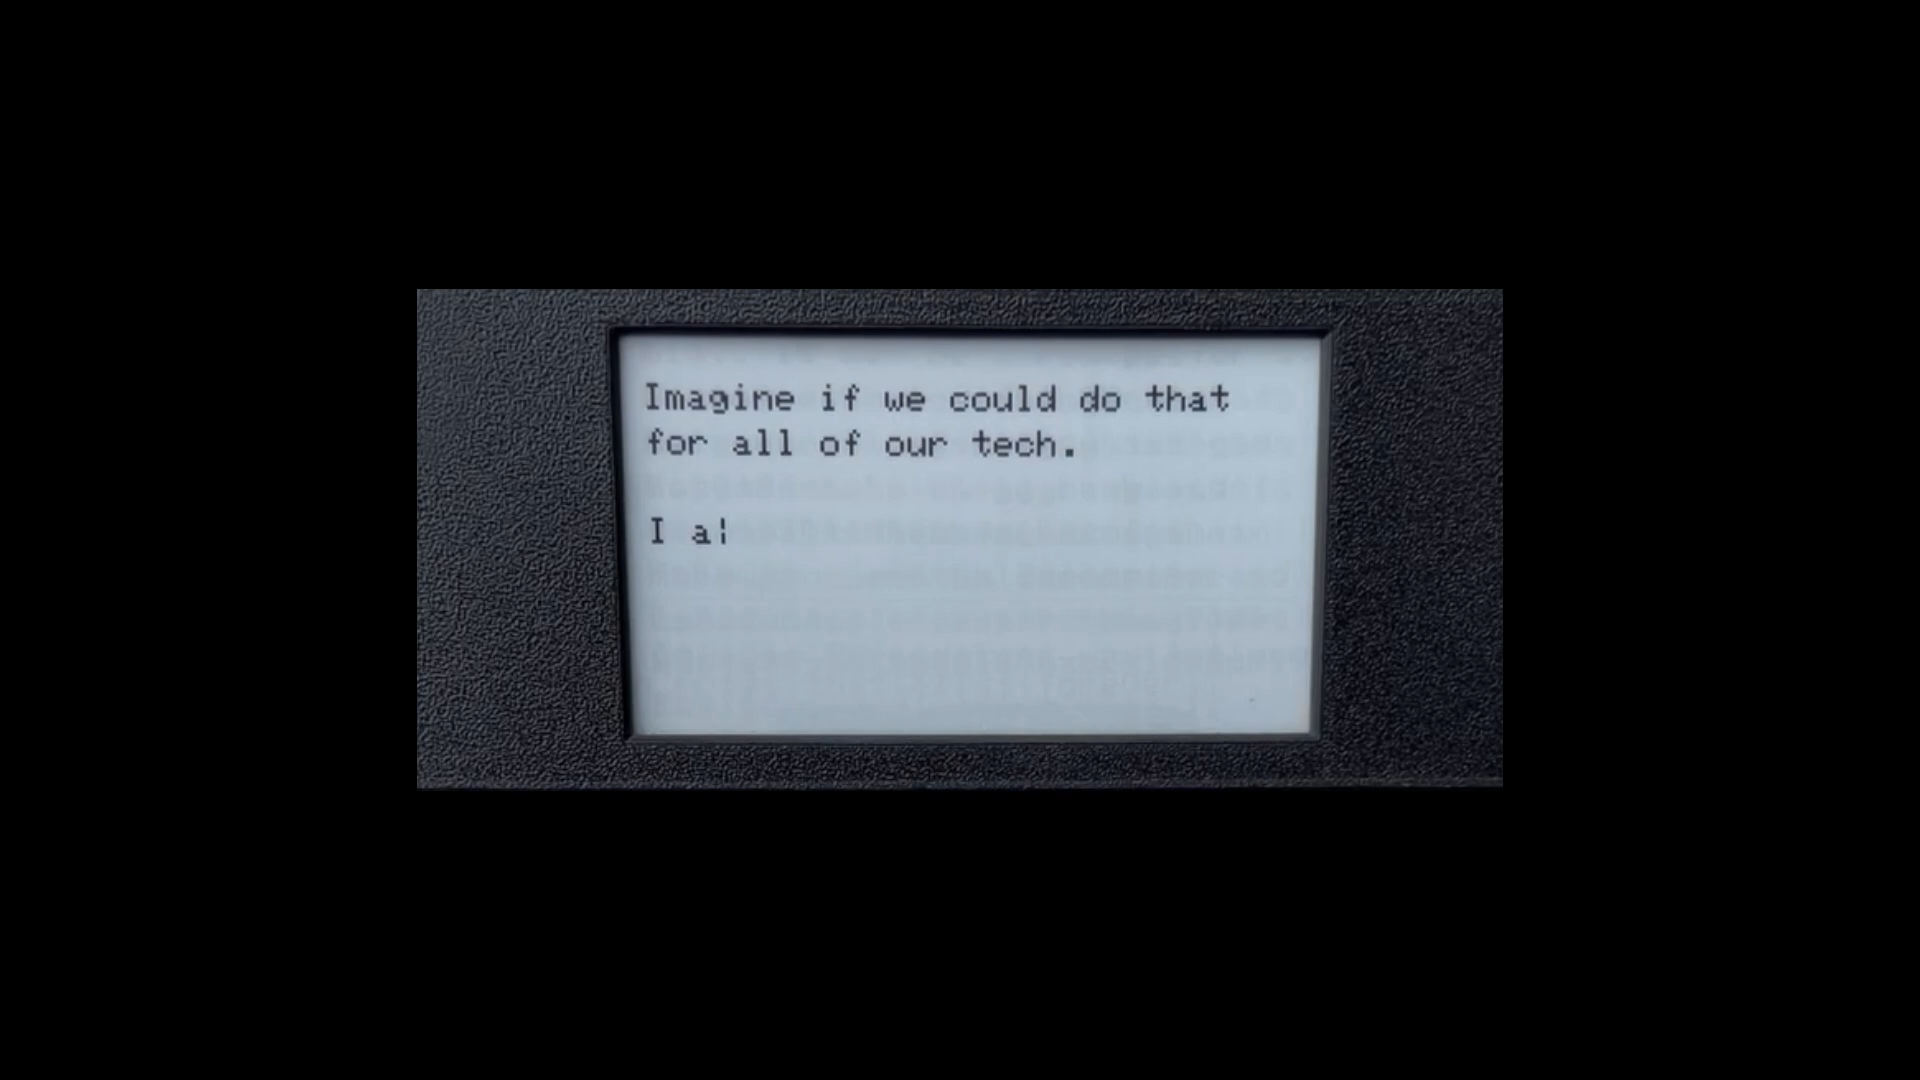 Imagine if we could do that
for all of our tech.
I a